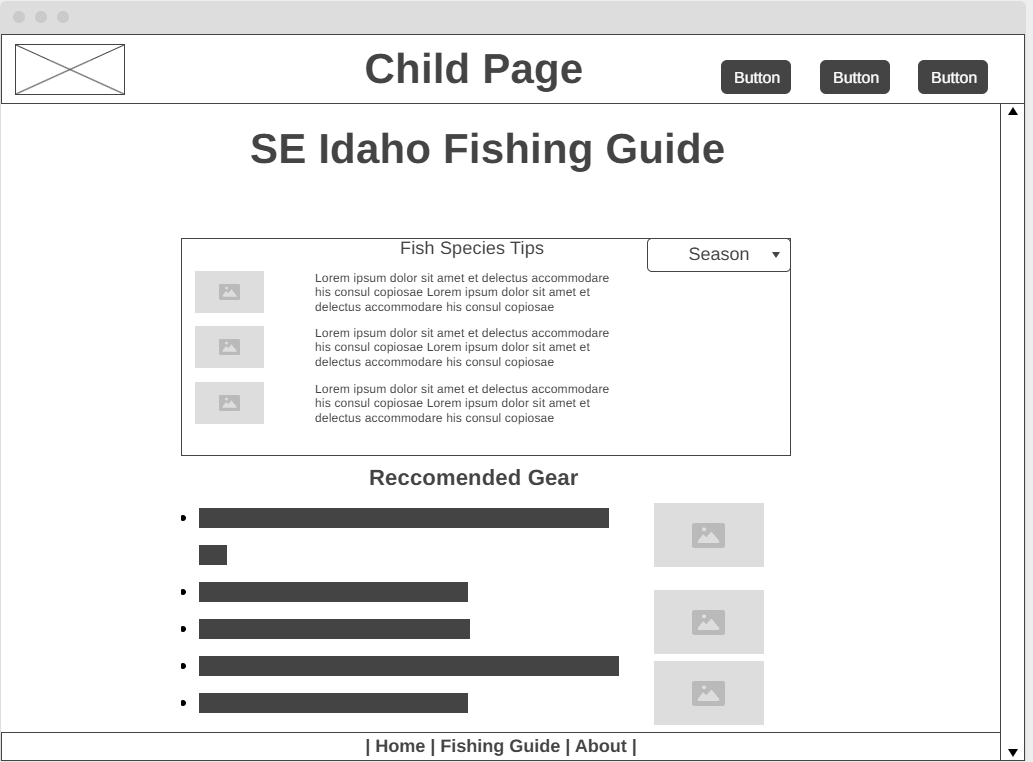 Child Page
Button
Button
Button
SE Idaho Fishing Guide
Fish Species Tips
Season
Lorem ipsum dolor sit amet et delectus accommodare
his consul copiosae Lorem ipsum dolor sit amet et
delectus accommodare his consul copiosae
Lorem ipsum dolor sit amet et delectus accommodare
his consul copiosae Lorem ipsum dolor sit amet et
delectus accommodare his consul copiosae
Lorem ipsum dolor sit amet et delectus accommodare
his consul copiosae Lorem ipsum dolor sit amet et
delectus accommodare his consul copiosae
Reccomended Gear
| Home | Fishing Guide | About |